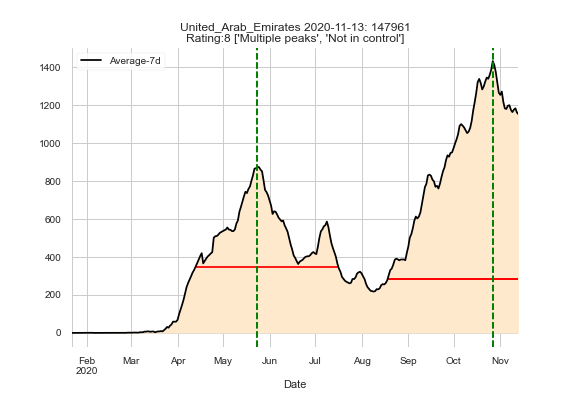 United_Arab_Emirates 2020-11-13: 147961
Rating:8 ['Multiple peaks', 'Not in control']
Average-7d
1400
1200
1000
800
600
400
200
0
Feb Mar Apr May Jun Jul Aug Sep Oct Nov
2020
Date